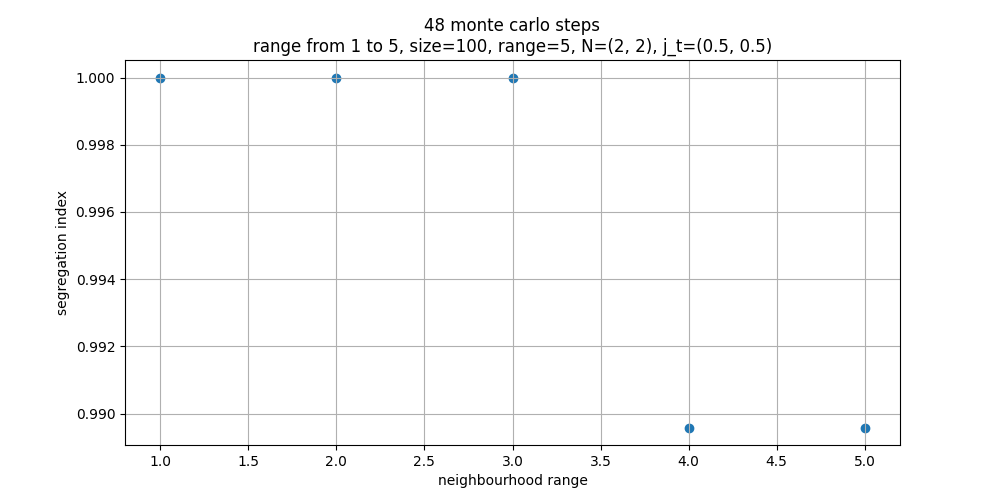 48 monte carlo steps
range from 1 to 5, size=100, range=5, N=(2, 2), j_t=(0.5, 0.5)
1.000
0.998
0.996
0.994
0.992
0.990
segregation index
1.0 1.5 2.0 2.5 3.0 3.5 4.0 4.5 5.0
neighbourhood range